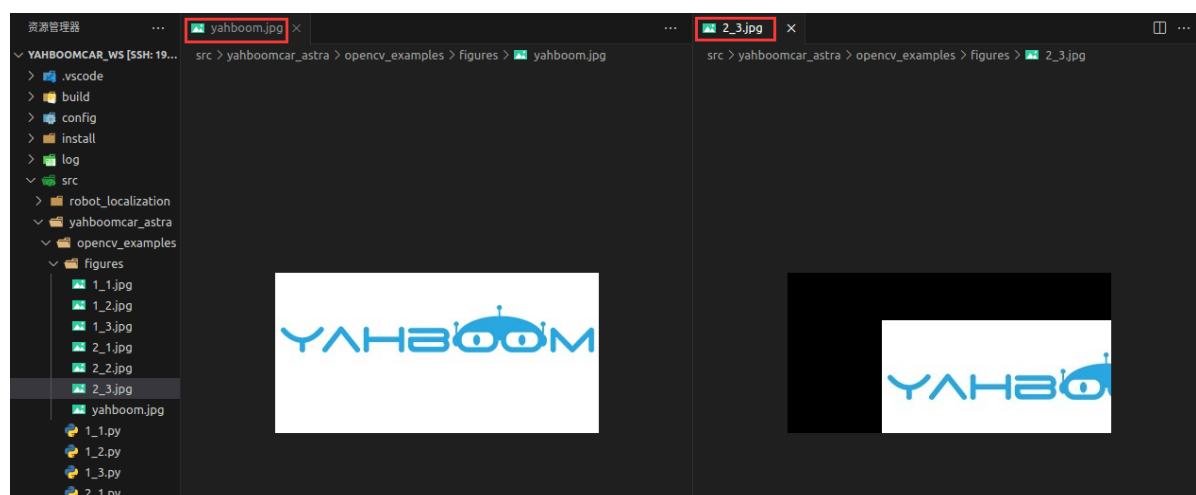 资源管理器 ···
YAHBOOMCAR_WS [SSH: 19...
.vscode
build
config
install
log
src
robot_localization
yahboomcar_astra
opencv_examples
figures
1_1.jpg
1_2.jpg
1_3.jpg
2_1.jpg
2_2.jpg
2_3.jpg
yahboom.jpg
1_1.py
1_2.py
1_3.py
2_1.py
yahboom.jpg ···
src > yahboomcar_astra > opencv_examples > figures > yahboom.jpg
YAHBOOM
2_3.jpg ···
src > yahboomcar_astra > opencv_examples > figures > 2_3.jpg
YAHBO